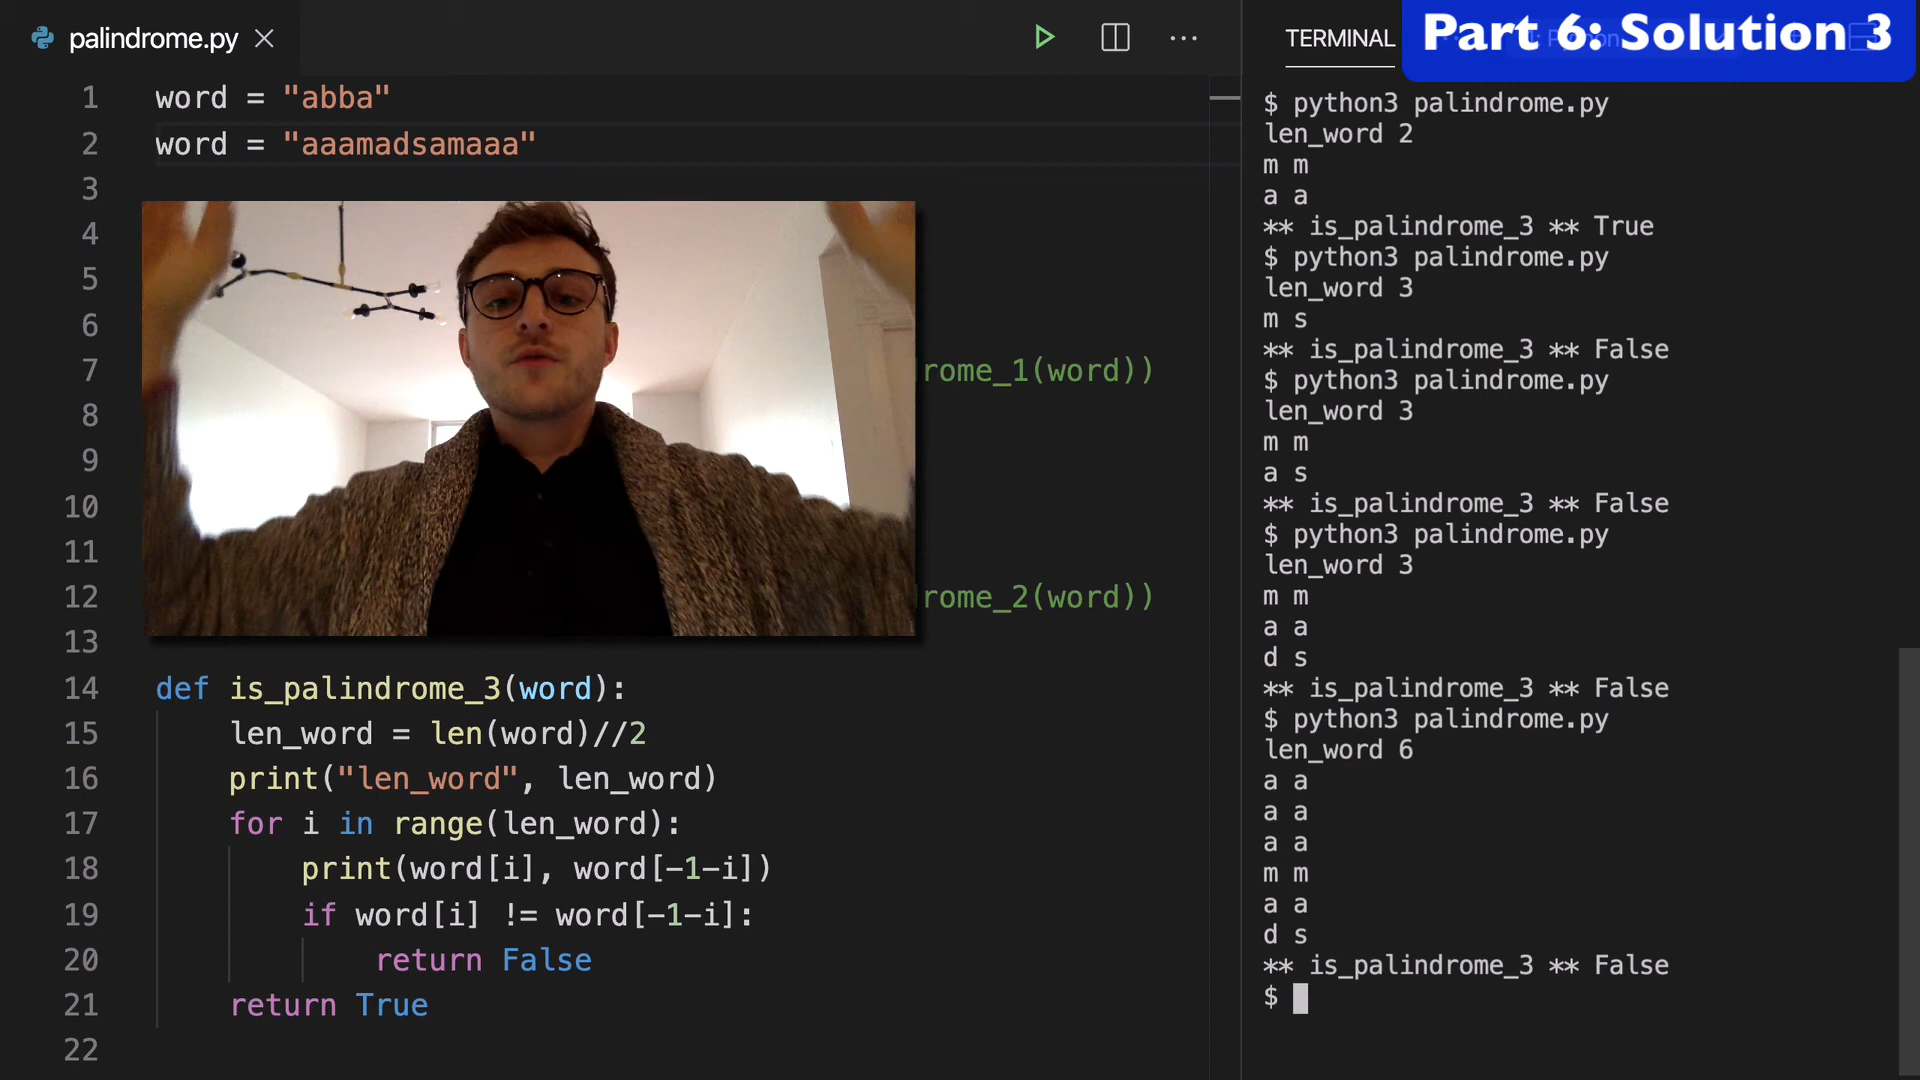 palindrome.py
1 word = "abba"
2 word = "aaamadsamaaa"
3
4
5
6
7 rome_1(word))
8
9
10
11
12 rome_2(word))
13
14 def is_palindrome_3(word):
15 len_word = len(word)//2
16 print("len_word", len_word)
17 for i in range(len_word):
18 print(word[i], word[-1-i])
19 if word[i] != word[-1-i]:
20 return False
21 return True
22
TERMINAL
Part 6: Solution 3
$ python3 palindrome.py
len_word 2
m m
a a
** is_palindrome_3 ** True
$ python3 palindrome.py
len_word 3
m s
** is_palindrome_3 ** False
$ python3 palindrome.py
len_word 3
m m
a s
** is_palindrome_3 ** False
$ python3 palindrome.py
len_word 3
m m
a a
d s
** is_palindrome_3 ** False
$ python3 palindrome.py
len_word 6
a a
a a
a a
m m
a a
d s
** is_palindrome_3 ** False
$